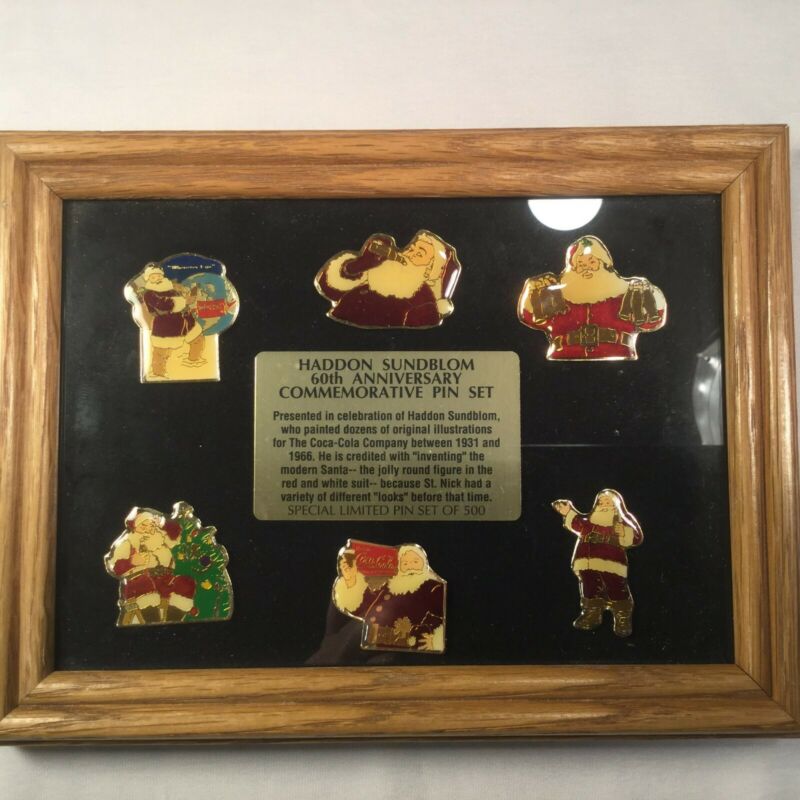 HADDON SUNDBLOM
60th ANNIVERSARY
COMMEMORATIVE PIN SET
Presented in celebration of Haddon Sundblom,
who painted dozens of original illustrations
for The Coca-Cola Company between 1931 and
1966. He is credited with "inventing" the
modern Santa-- the jolly round figure in the
red and white suit-- because St. Nick had a
variety of different "looks" before that time.
SPECIAL LIMITED PIN SET OF 500
Coca-Cola